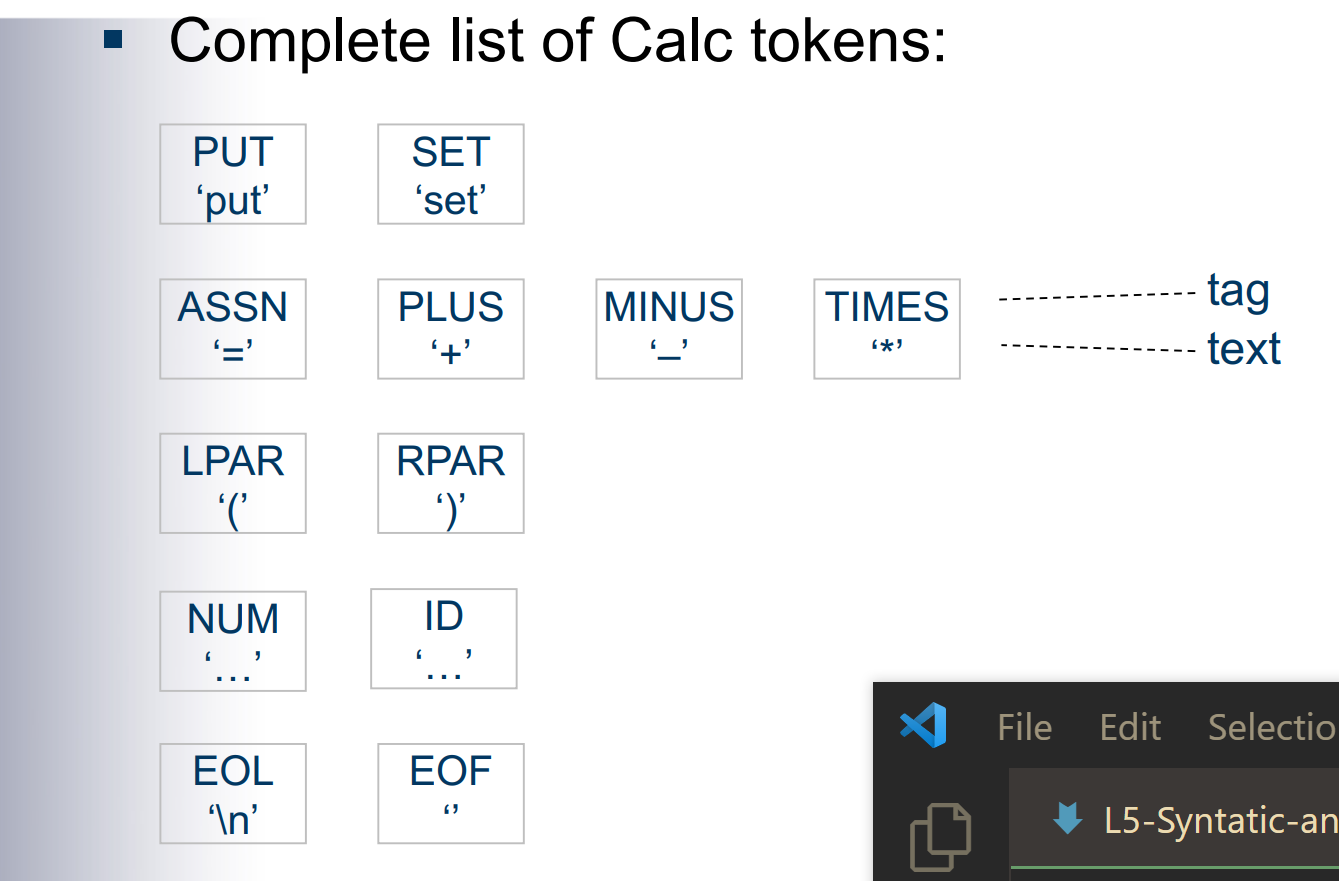 ▪ Complete list of Calc tokens:
PUT SET
‘put’ ‘set’
ASSN PLUS MINUS TIMES tag
‘=’ ‘+’ ‘–’ ‘*’ text
LPAR RPAR
‘(’ ‘)’
NUM ID
‘…’ ‘…’
EOL EOF
‘\n’ ‘’
File Edit Selectio
L5-Syntatic-an